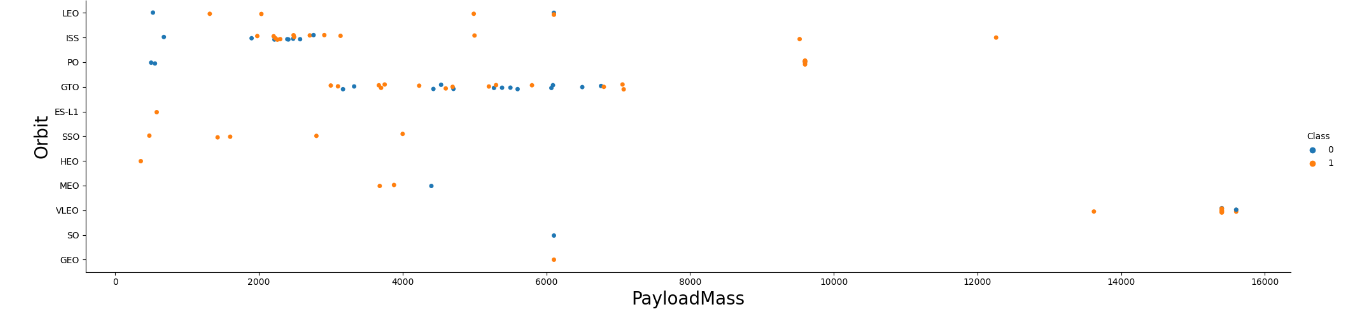 LEO
ISS
PO
GTO
ES-L1
SSO
HEO
MEO
VLEO
SO
GEO
Orbit
0 2000 4000 6000 8000 10000 12000 14000 16000
PayloadMass
Class
0
1